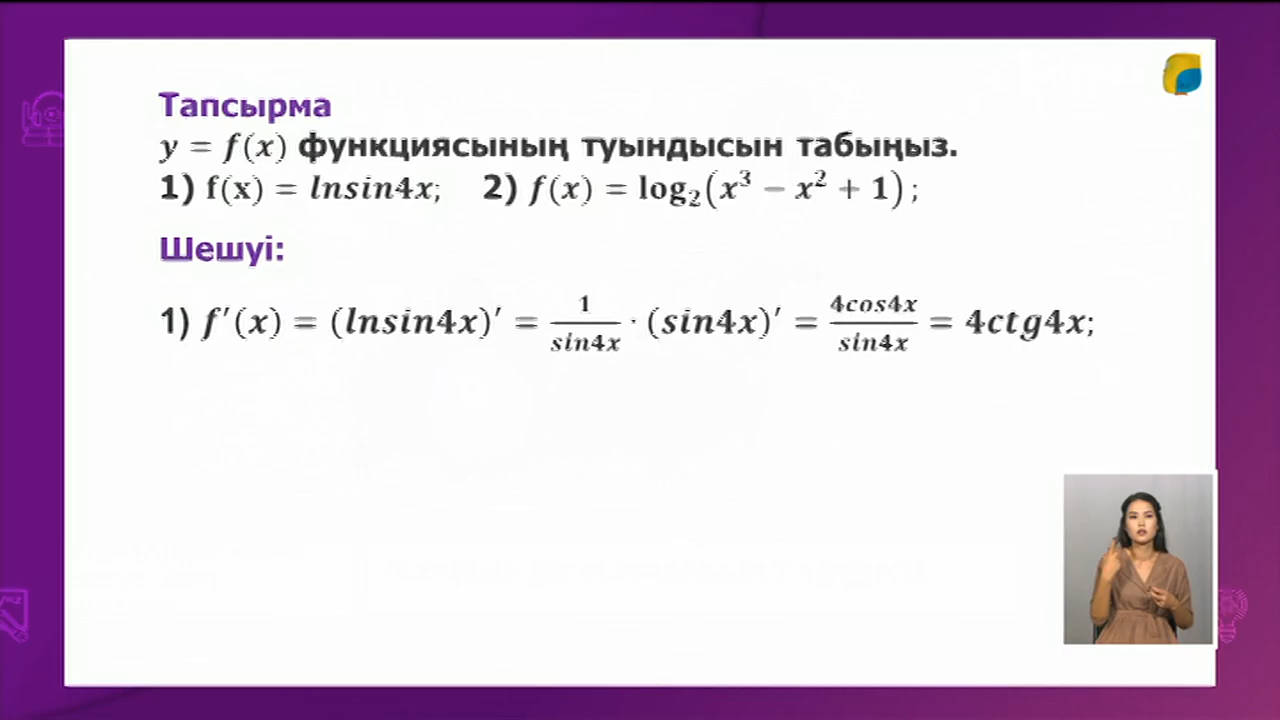 Тапсырма
y = f(x) функциясының туындысын табыңыз.
1) f(x) = lnsin4x; 2) f(x) = log₂(x³ − x² + 1);
Шешуі:
1) f′(x) = (lnsin4x)′ = 1/sin4x · (sin4x)′ = 4cos4x/sin4x = 4ctg4x;